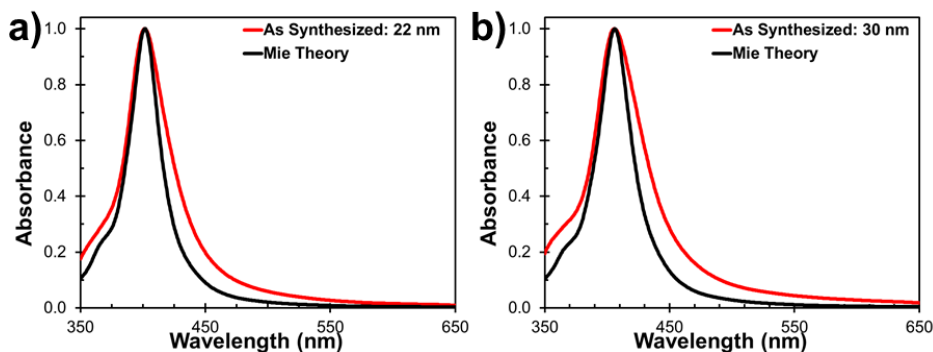 a)
As Synthesized: 22 nm
Mie Theory
Absorbance
1.0
0.8
0.6
0.4
0.2
0.0
350
450
550
650
Wavelength (nm)
b)
As Synthesized: 30 nm
Mie Theory
Absorbance
1.0
0.8
0.6
0.4
0.2
0.0
350
450
550
650
Wavelength (nm)